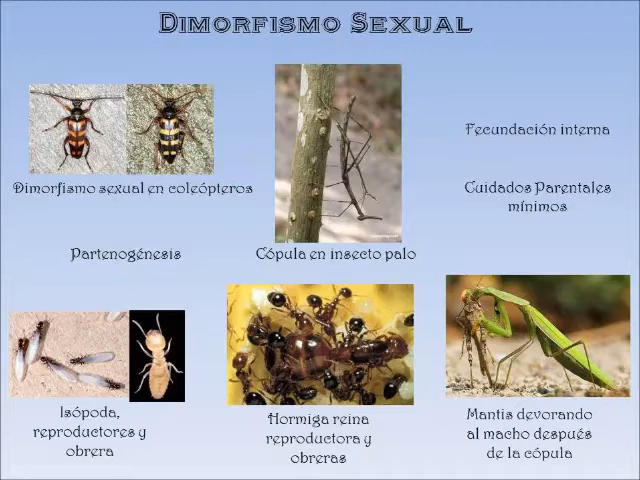 Dimorfismo Sexual
Fecundación interna
Dimorfismo sexual en coleópteros
Cuidados Parentales
mínimos
Partenogénesis
Cópula en insecto palo
Isópoda,
reproductores y
obrera
Hormiga reina
reproductora y
obreras
Mantis devorando
al macho después
de la cópula